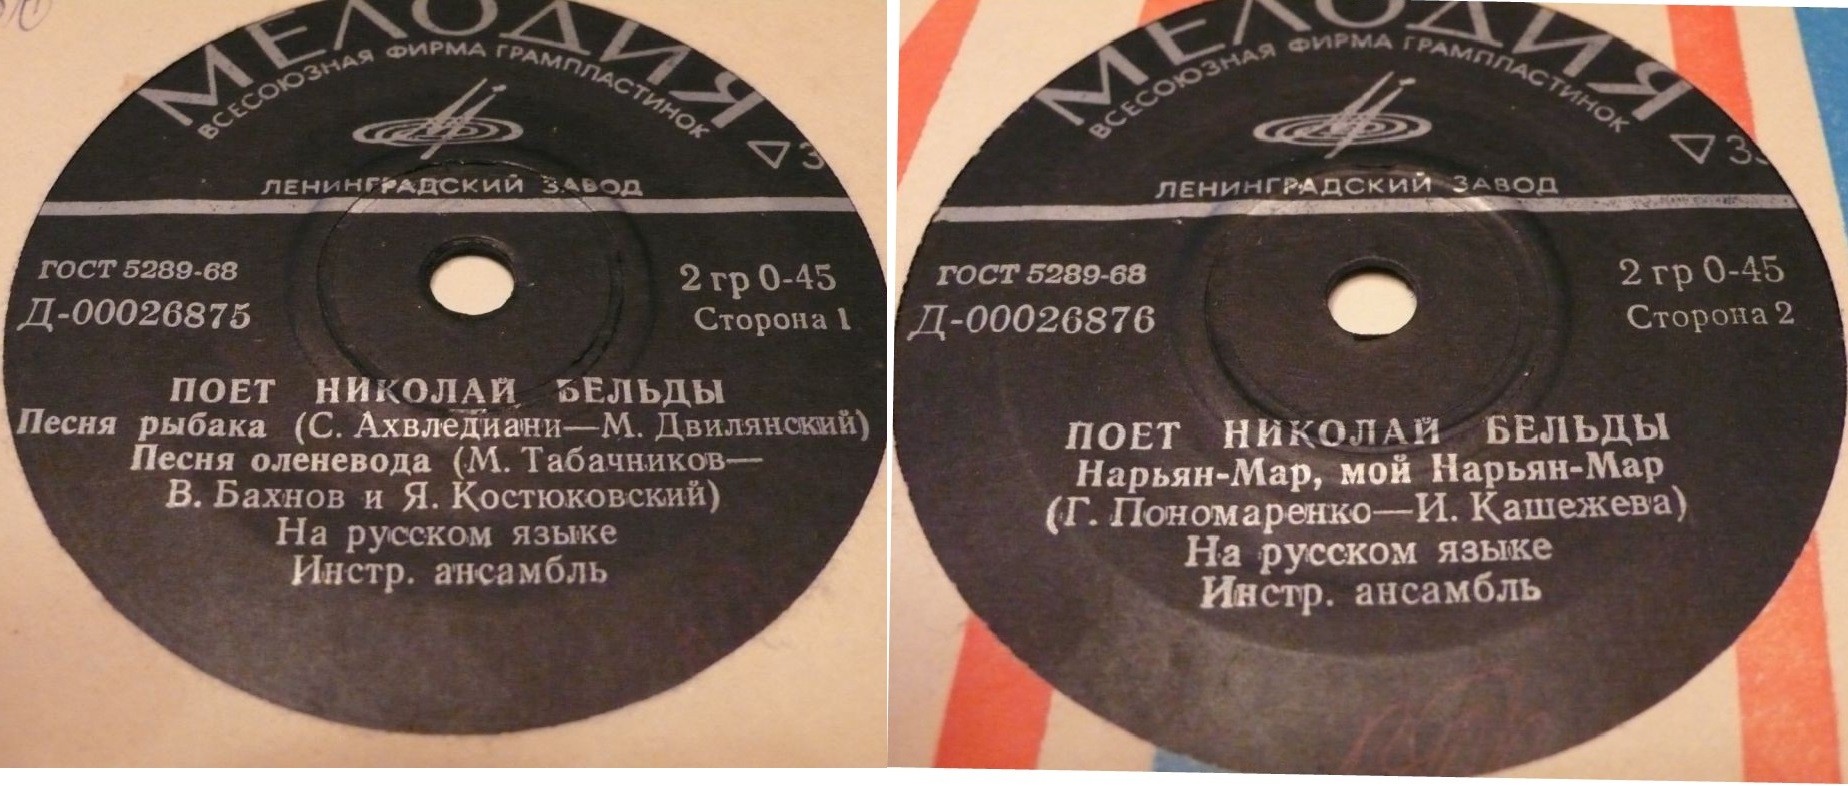 МЕЛОДИЯ
ВСЕСОЮЗНАЯ ФИРМА ГРАМПЛАСТИНОК
ЛЕНИНГРАДСКИЙ ЗАВОД
ГОСТ 5289-68
2 гр 0-45
Д-00026875
Сторона 1
ПОЕТ НИКОЛАЙ БЕЛЬДЫ
Песня рыбака (С. Ахвледиани—М. Двилянский)
Песня оленевода (М. Табачников—
В. Бахнов и Я. Костюковский)
На русском языке
Инстр. ансамбль
МЕЛОДИЯ
ВСЕСОЮЗНАЯ ФИРМА ГРАМПЛАСТИНОК
ЛЕНИНГРАДСКИЙ ЗАВОД
ГОСТ 5289-68
2 гр 0-45
Д-00026876
Сторона 2
ПОЕТ НИКОЛАЙ БЕЛЬДЫ
Нарьян-Мар, мой Нарьян-Мар
(Г. Пономаренко—И. Кашежева)
На русском языке
Инстр. ансамбль